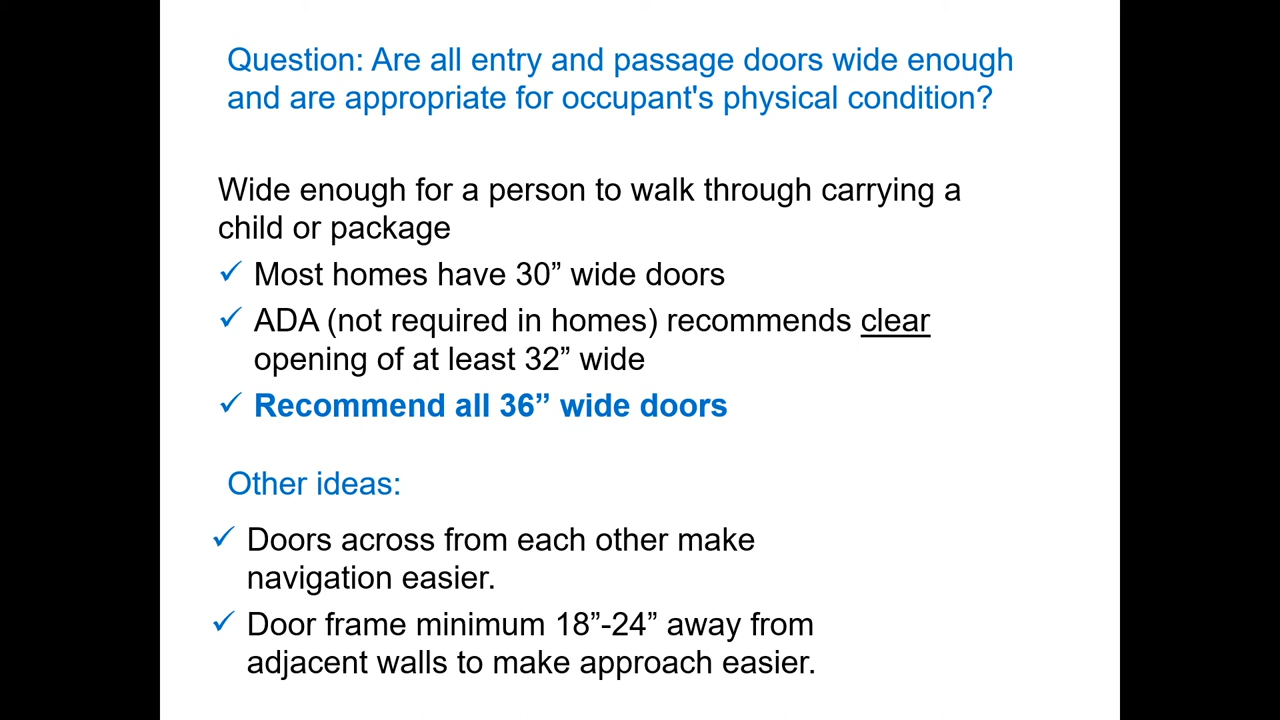 Question: Are all entry and passage doors wide enough
and are appropriate for occupant's physical condition?
Wide enough for a person to walk through carrying a
child or package
✓ Most homes have 30” wide doors
✓ ADA (not required in homes) recommends clear
opening of at least 32” wide
✓ Recommend all 36” wide doors
Other ideas:
✓ Doors across from each other make
navigation easier.
✓ Door frame minimum 18”-24” away from
adjacent walls to make approach easier.